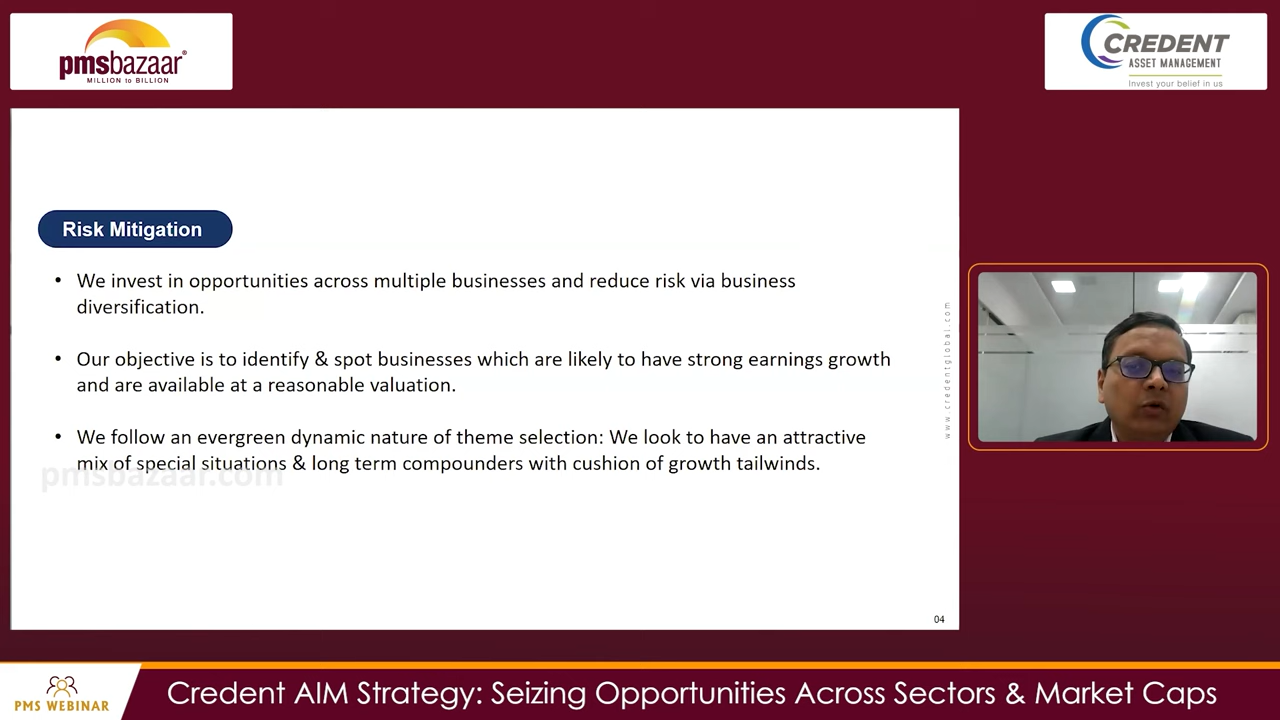 pmsbazaar®
MILLION to BILLION
CREDENT
ASSET MANAGEMENT
Invest your belief in us
Risk Mitigation
• We invest in opportunities across multiple businesses and reduce risk via business
diversification.
• Our objective is to identify & spot businesses which are likely to have strong earnings growth
and are available at a reasonable valuation.
• We follow an evergreen dynamic nature of theme selection: We look to have an attractive
mix of special situations & long term compounders with cushion of growth tailwinds.
pmsbazaar.com
www.credentglobal.com
04
PMS WEBINAR
Credent AIM Strategy: Seizing Opportunities Across Sectors & Market Caps